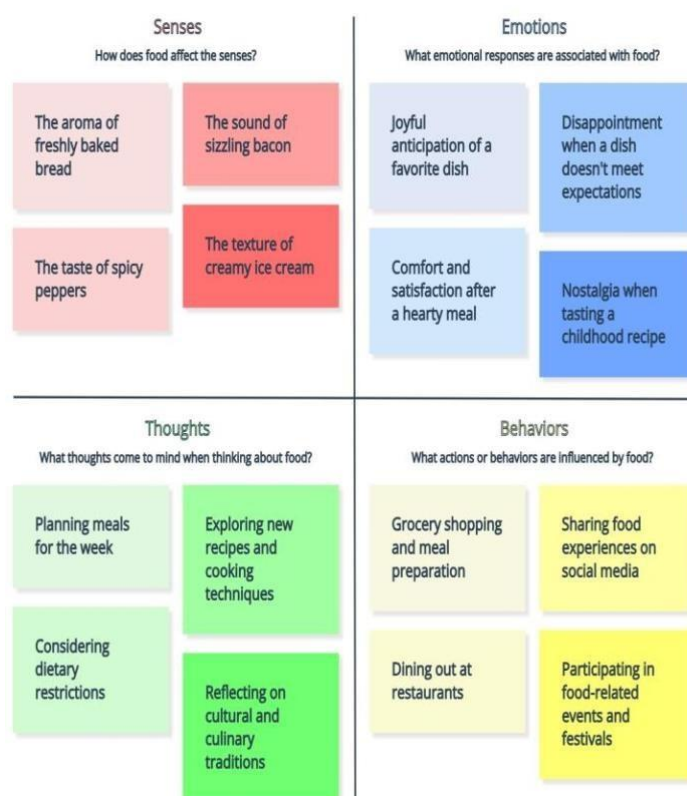 Senses
How does food affect the senses?
The aroma of
freshly baked
bread
The sound of
sizzling bacon
The taste of spicy
peppers
The texture of
creamy ice cream
Emotions
What emotional responses are associated with food?
Joyful
anticipation of a
favorite dish
Disappointment
when a dish
doesn't meet
expectations
Comfort and
satisfaction after
a hearty meal
Nostalgia when
tasting a
childhood recipe
Thoughts
What thoughts come to mind when thinking about food?
Planning meals
for the week
Exploring new
recipes and
cooking
techniques
Considering
dietary
restrictions
Reflecting on
cultural and
culinary
traditions
Behaviors
What actions or behaviors are influenced by food?
Grocery shopping
and meal
preparation
Sharing food
experiences on
social media
Dining out at
restaurants
Participating in
food-related
events and
festivals